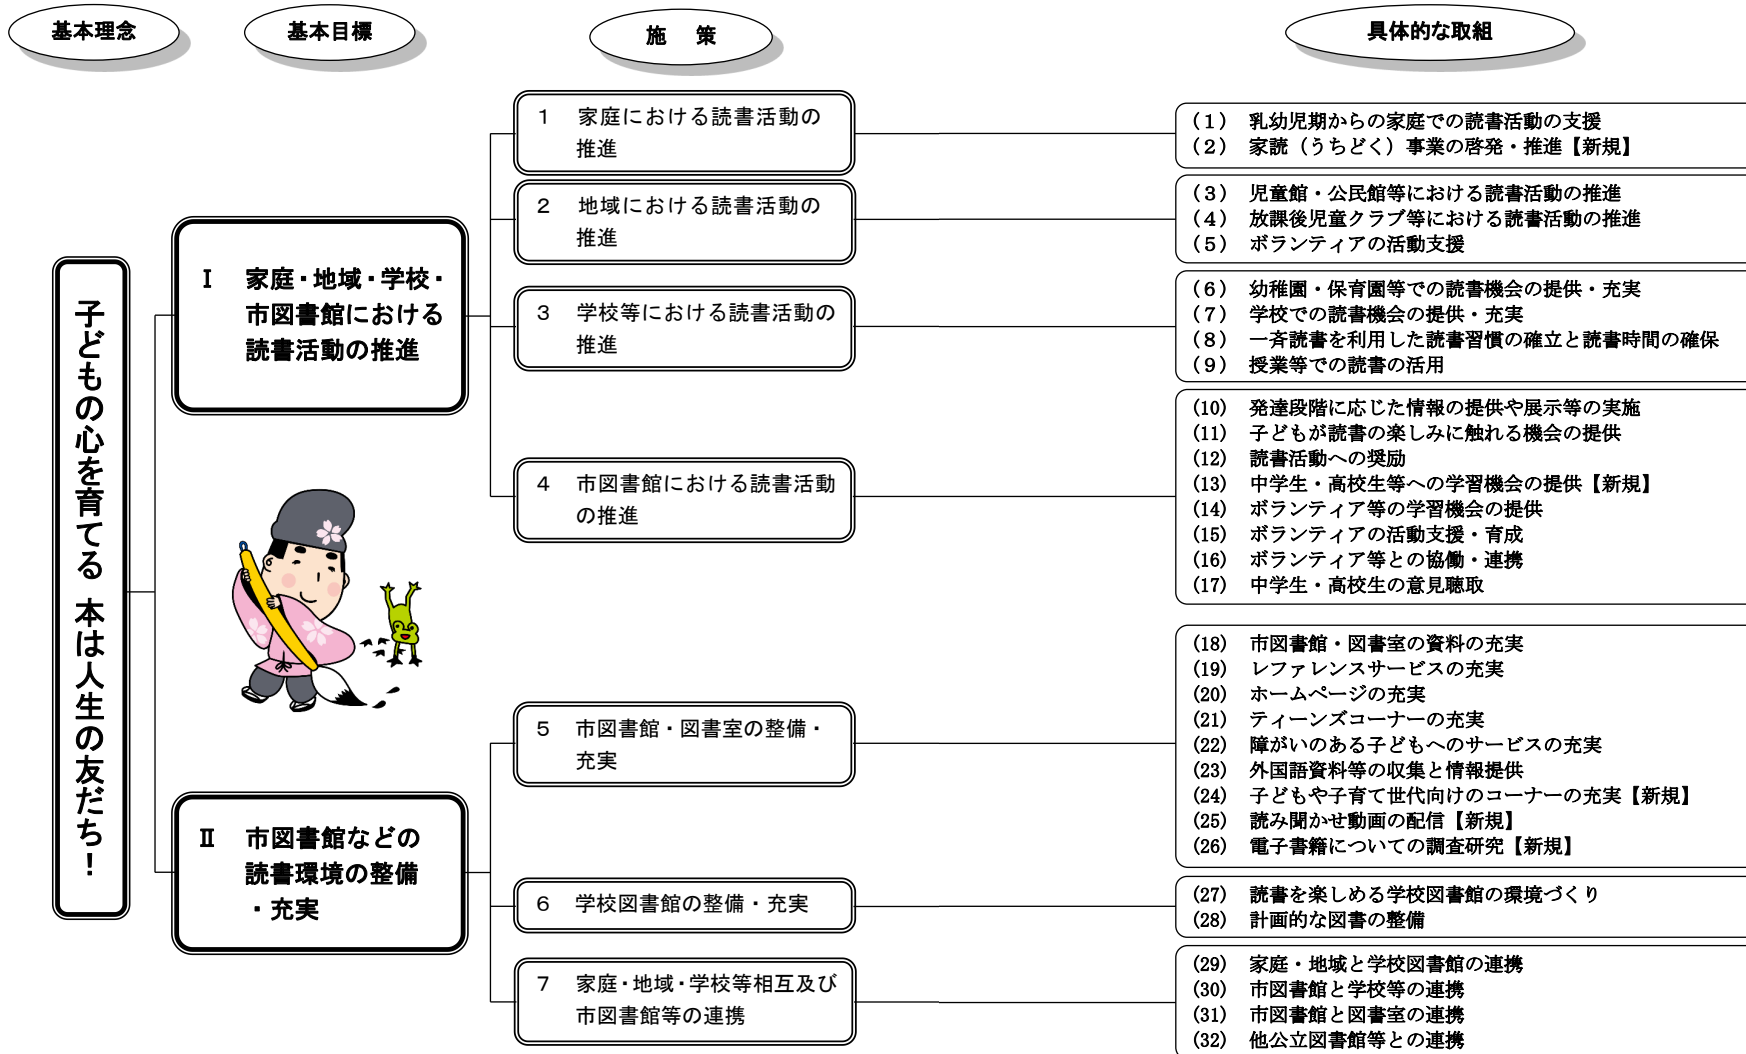 基本理念
基本目標
施　策
具体的な取組
子どもの心を育てる 本は人生の友だち！
Ⅰ　家庭・地域・学校・
市図書館における
読書活動の推進
1　家庭における読書活動の
推進
(１)　乳幼児期からの家庭での読書活動の支援
(２)　家読（うちどく）事業の啓発・推進【新規】
2　地域における読書活動の
推進
(３)　児童館・公民館等における読書活動の推進
(４)　放課後児童クラブ等における読書活動の推進
(５)　ボランティアの活動支援
3　学校等における読書活動の
推進
(６)　幼稚園・保育園等での読書機会の提供・充実
(７)　学校での読書機会の提供・充実
(８)　一斉読書を利用した読書習慣の確立と読書時間の確保
(９)　授業等での読書の活用
4　市図書館における読書活動
の推進
(10)　発達段階に応じた情報の提供や展示等の実施
(11)　子どもが読書の楽しみに触れる機会の提供
(12)　読書活動への奨励
(13)　中学生・高校生等への学習機会の提供【新規】
(14)　ボランティア等の学習機会の提供
(15)　ボランティアの活動支援・育成
(16)　ボランティア等との協働・連携
(17)　中学生・高校生の意見聴取
Ⅱ　市図書館などの
読書環境の整備
・充実
5　市図書館・図書室の整備・
充実
(18)　市図書館・図書室の資料の充実
(19)　レファレンスサービスの充実
(20)　ホームページの充実
(21)　ティーンズコーナーの充実
(22)　障がいのある子どもへのサービスの充実
(23)　外国語資料等の収集と情報提供
(24)　子どもや子育て世代向けのコーナーの充実【新規】
(25)　読み聞かせ動画の配信【新規】
(26)　電子書籍についての調査研究【新規】
6　学校図書館の整備・充実
(27)　読書を楽しめる学校図書館の環境づくり
(28)　計画的な図書の整備
7　家庭・地域・学校等相互及び
市図書館等の連携
(29)　家庭・地域と学校図書館の連携
(30)　市図書館と学校等の連携
(31)　市図書館と図書室の連携
(32)　他公立図書館等との連携